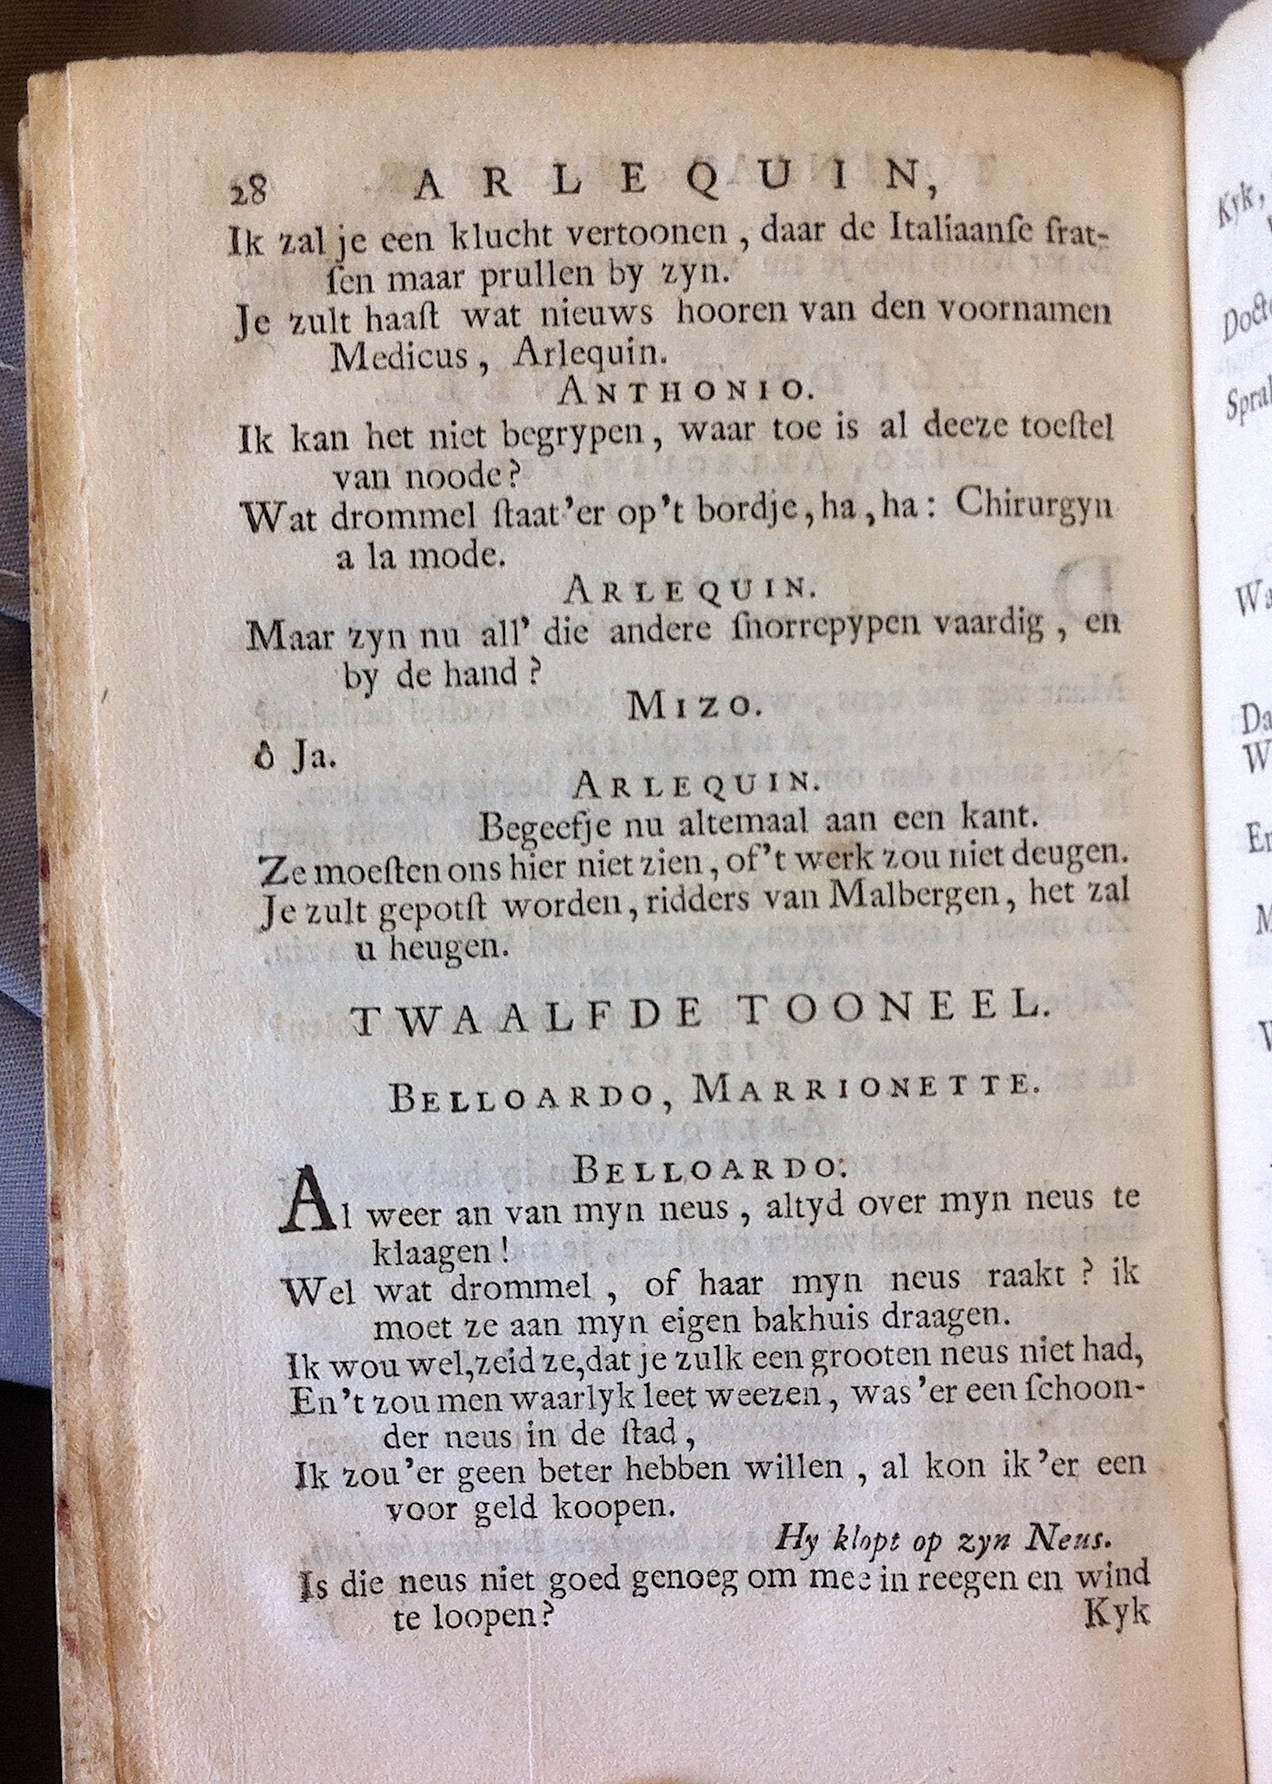 28 ARLEQUIN,
Ik zal je een klucht vertoonen, daar de Italiaanſe frat-
ſen maar prullen by zyn.
Je zult haaſt wat nieuws hooren van den voornamen
Medicus, Arlequin.
ANTHONIO.
Ik kan het niet begrypen, waar toe is al deeze toeſtel
van noode?
Wat drommel ſtaat'er op't bordje, ha, ha: Chirurgyn
a la mode.
ARLEQUIN.
Maar zyn nu all' die andere ſnorrepypen vaardig, en
by de hand?
MIZO.
ô Ja.
ARLEQUIN.
Begeefje nu altemaal aan een kant.
Ze moeſten ons hier niet zien, of't werk zou niet deugen.
Je zult gepotſt worden, ridders van Malbergen, het zal
u heugen.
TWAALFDE TOONEEL.
BELLOARDO, MARRIONETTE.
BELLOARDO.
Al weer an van myn neus, altyd over myn neus te
klaagen!
Wel wat drommel, of haar myn neus raakt? ik
moet ze aan myn eigen bakhuis draagen.
Ik wou wel, zeid ze, dat je zulk een grooten neus niet had,
En't zou men waarlyk leet weezen, was'er een ſchoon-
der neus in de ſtad,
Ik zou'er geen beter hebben willen, al kon ik'er een
voor geld koopen.
Hy klopt op zyn Neus.
Is die neus niet goed genoeg om mee in reegen en wind
te loopen?
Kyk
Kyk,